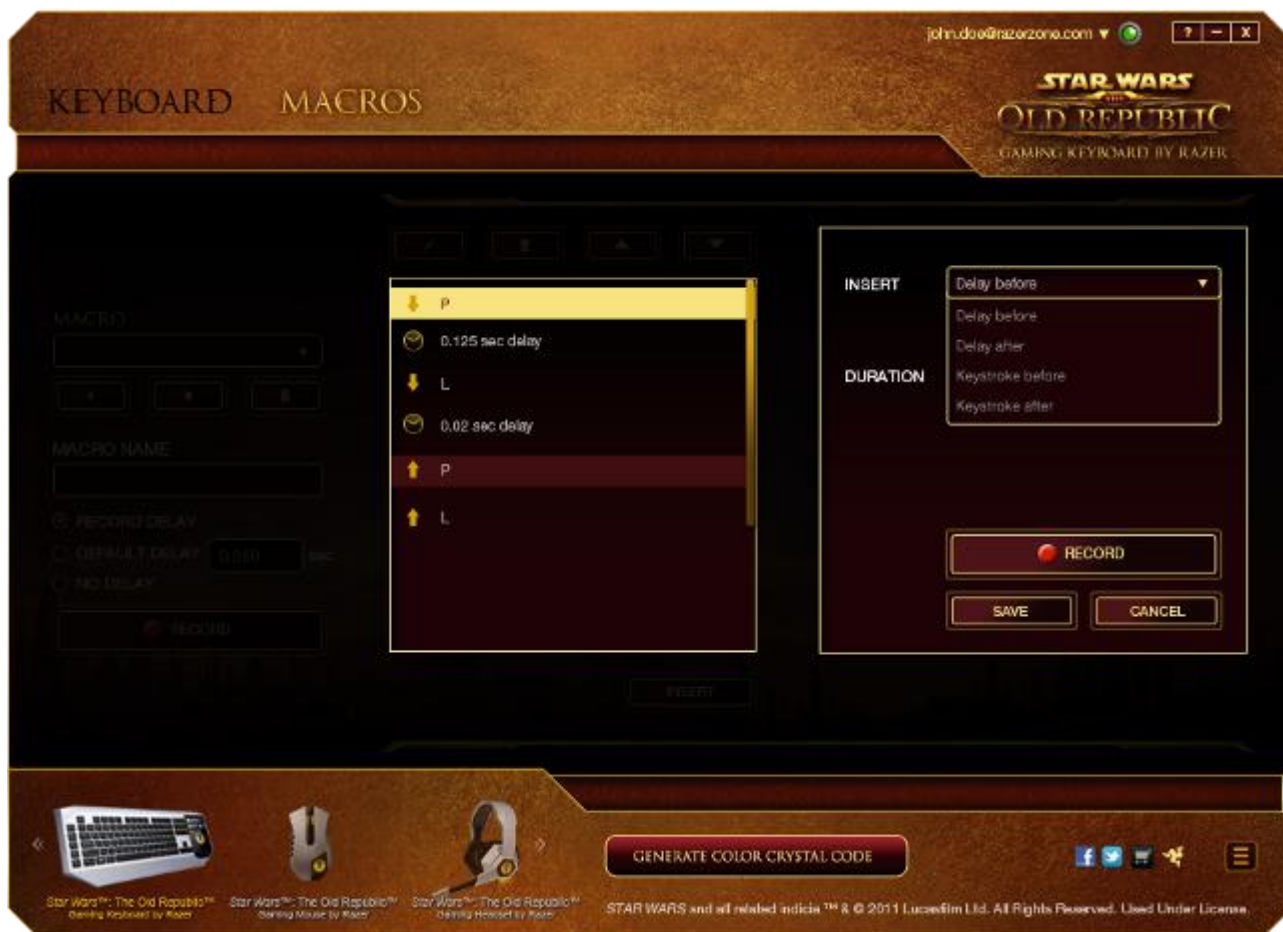 john.doe@razerzone.com
? – X
KEYBOARD MACROS
STAR WARS
THE
OLD REPUBLIC
GAMING KEYBOARD BY RAZER
MACRO
MACRO NAME
RECORD DELAY
DEFAULT DELAY 0.050 sec
NO DELAY
RECORD
P
0.125 sec delay
L
0.02 sec delay
P
L
INSERT
INSERT Delay before
Delay before
Delay after
DURATION Keystroke before
Keystroke after
RECORD
SAVE CANCEL
Star Wars™: The Old Republic™
Gaming Keyboard by Razer
Star Wars™: The Old Republic™
Gaming Mouse by Razer
Star Wars™: The Old Republic™
Gaming Headset by Razer
GENERATE COLOR CRYSTAL CODE
STAR WARS and all related indicia ™ & © 2011 Lucasfilm Ltd. All Rights Reserved. Used Under License.